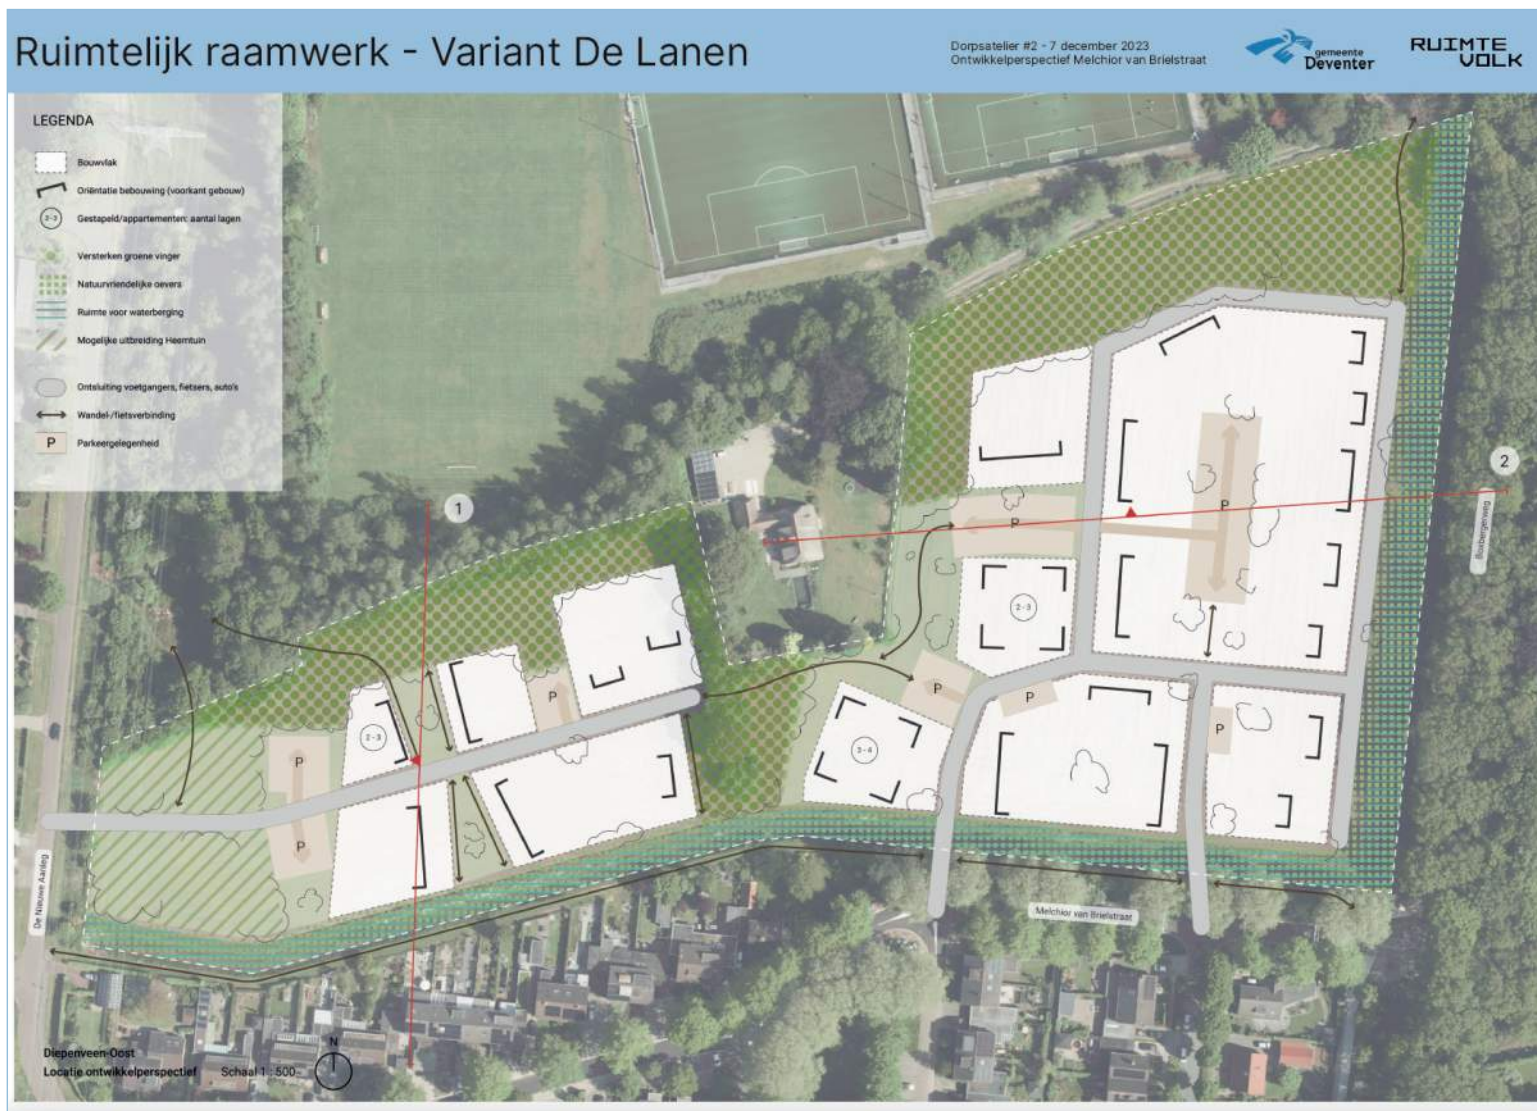 Ruimtelijk raamwerk - Variant De Lanen
Dorpsatelier #2 - 7 december 2023
Ontwikkelperspectief Melchior van Brielstraat
gemeente
Deventer
RUIMTE
VOLK
LEGENDA
Bouwvlak
Oriëntatie bebouwing (voorkant gebouw)
2-3
Gestapeld/appartementen: aantal lagen
Versterken groene vinger
Natuurvriendelijke oevers
Ruimte voor waterberging
Mogelijke uitbreiding Heemtuin
Ontsluiting voetgangers, fietsers, auto's
Wandel-/fietsverbinding
P
Parkeergelegenheid
1
2
Boxbergerweg
P
P
2-3
P
P
P
2-3
P
P
3-4
P
P
De Nieuwe Aanleg
Melchior van Brielstraat
Diepenveen-Oost
Locatie ontwikkelperspectief
Schaal 1 : 500
N